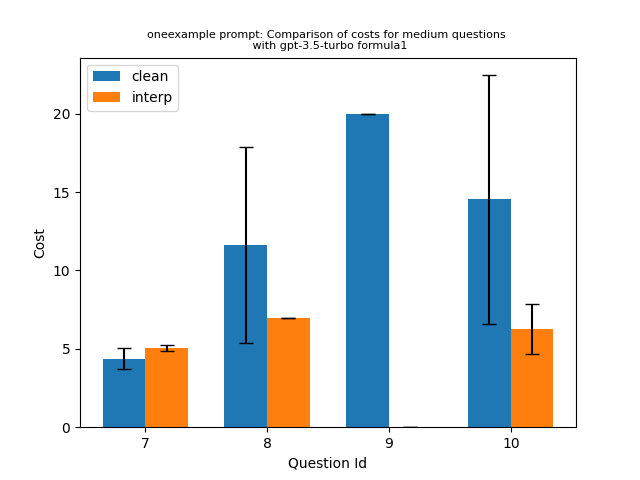 oneexample prompt: Comparison of costs for medium questions
with gpt-3.5-turbo formula1
clean
interp
20
15
10
5
0
Cost
7 8 9 10
Question Id